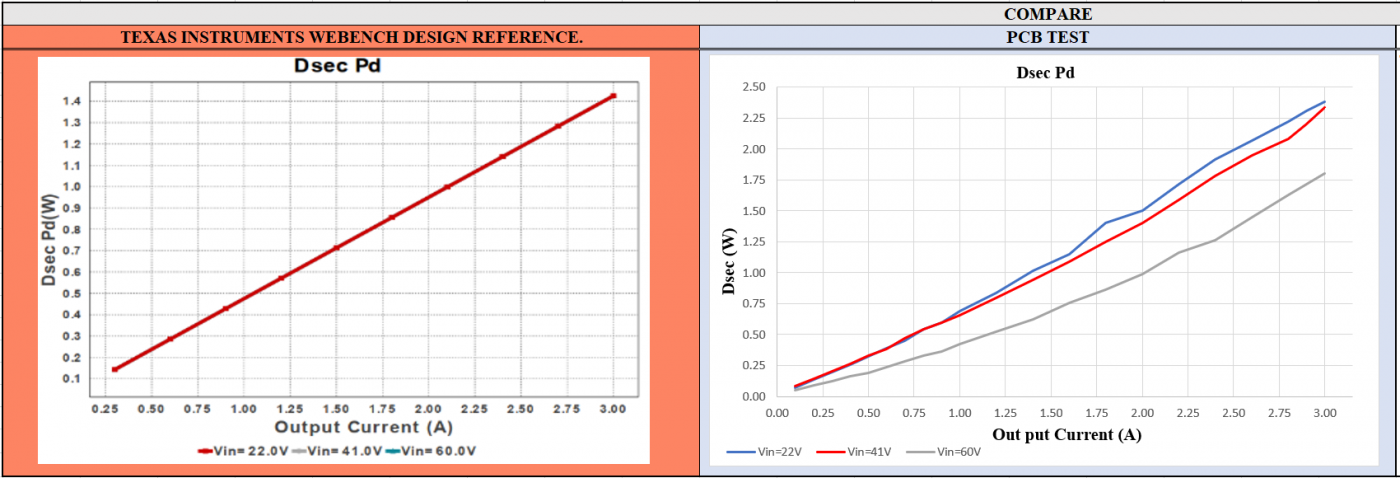 COMPARE
TEXAS INSTRUMENTS WEBENCH DESIGN REFERENCE.
PCB TEST
Dsec Pd
1.4
1.3
1.2
1.1
1.0
0.9
0.8
0.7
0.6
0.5
0.4
0.3
0.2
0.1
Dsec Pd(W)
0.25 0.50 0.75 1.00 1.25 1.50 1.75 2.00 2.25 2.50 2.75 3.00
Output Current (A)
Vin= 22.0V Vin= 41.0V Vin= 60.0V
Dsec Pd
2.50
2.25
2.00
1.75
1.50
1.25
1.00
0.75
0.50
0.25
0.00
Dsec (W)
0.00 0.25 0.50 0.75 1.00 1.25 1.50 1.75 2.00 2.25 2.50 2.75 3.00
Out put Current (A)
Vin=22V Vin=41V Vin=60V